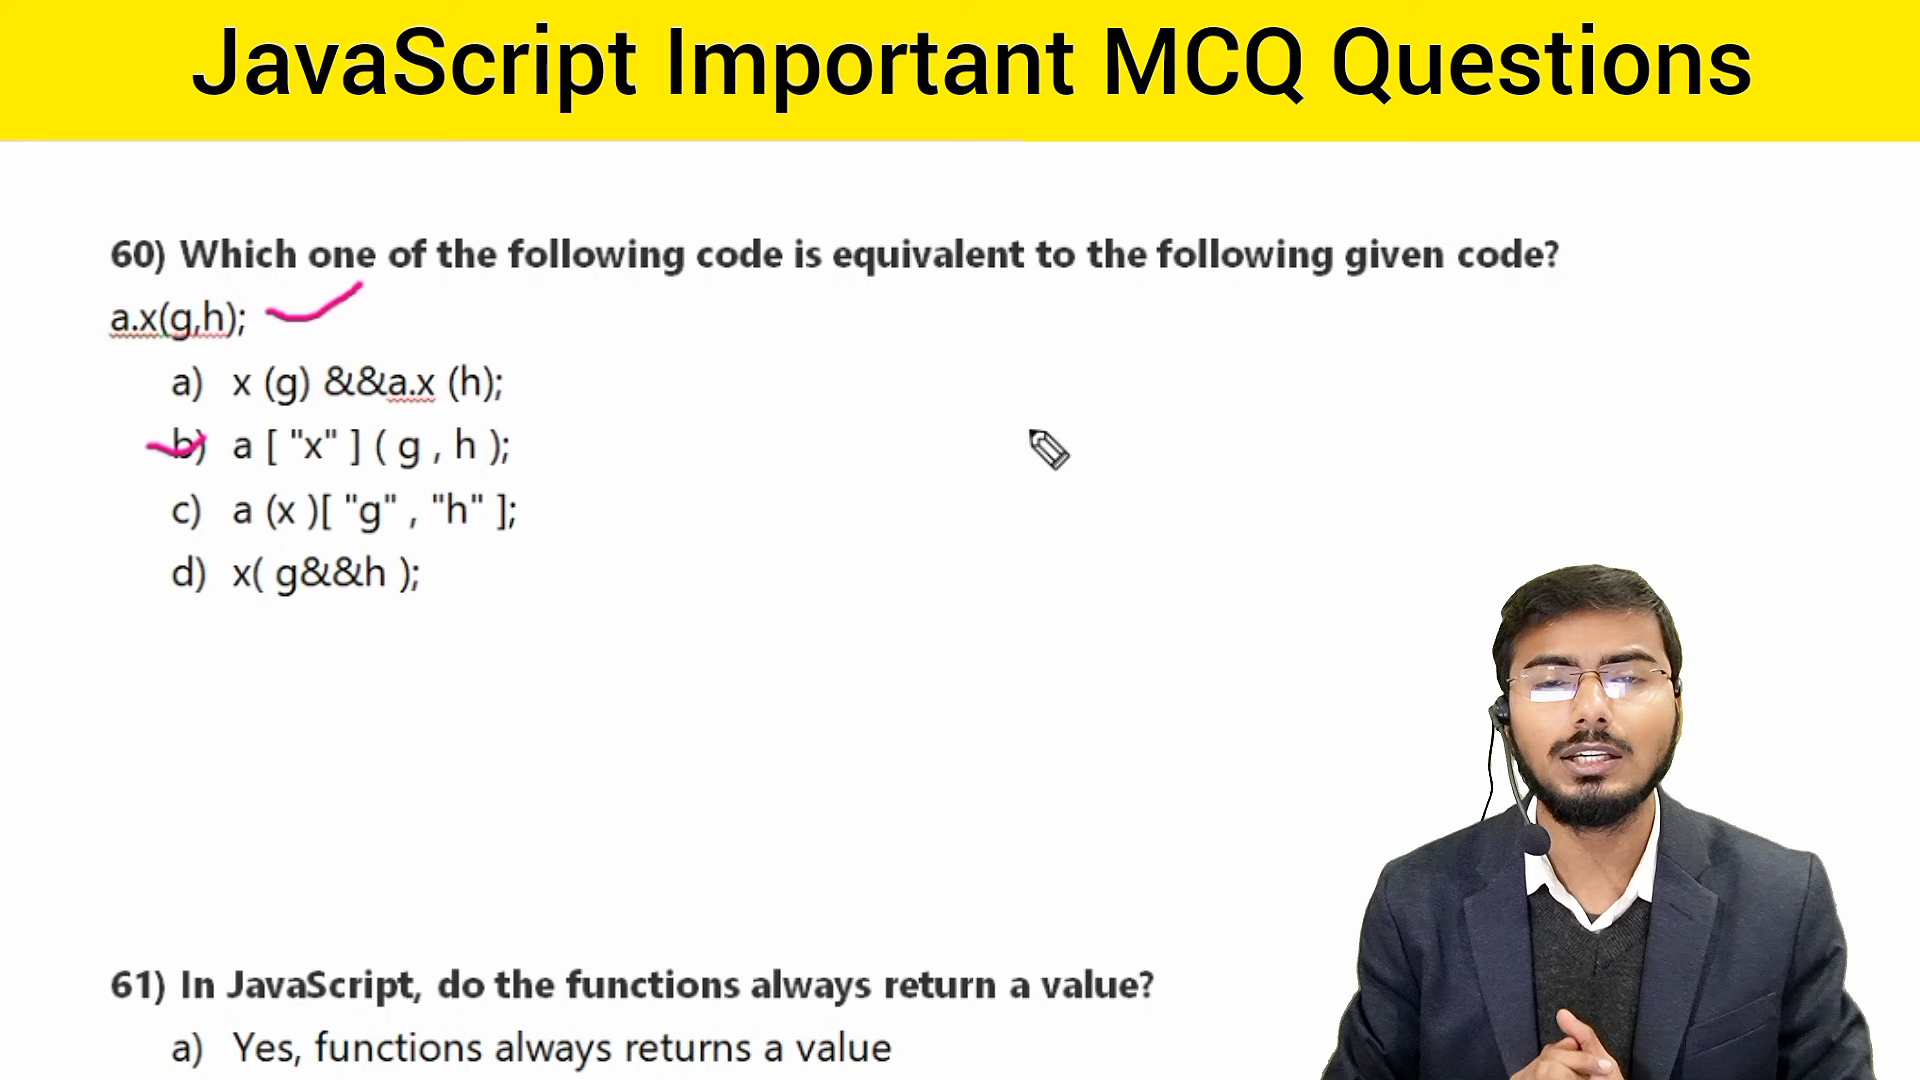 JavaScript Important MCQ Questions
60) Which one of the following code is equivalent to the following given code?
a.x(g,h);
a) x (g) &&a.x (h);
b) a [ "x" ] ( g , h );
c) a (x )[ "g" , "h" ];
d) x( g&&h );
61) In JavaScript, do the functions always return a value?
a) Yes, functions always returns a value